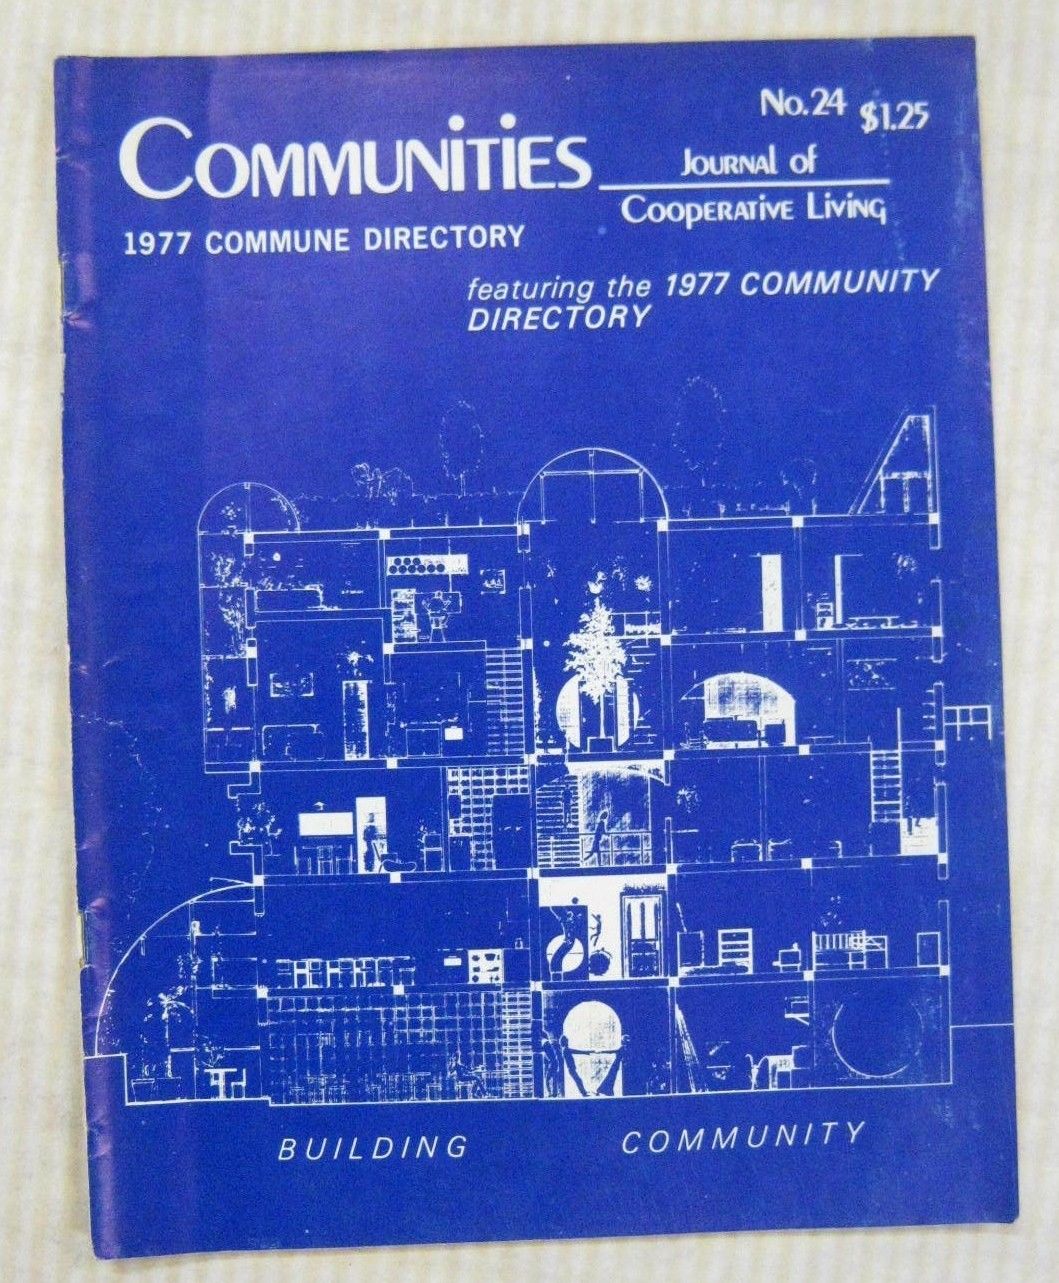 No.24 $1.25
COMMUNITIES
JOURNAL of
COOPERATIVE LIVING
1977 COMMUNE DIRECTORY
featuring the 1977 COMMUNITY
DIRECTORY
BUILDING COMMUNITY